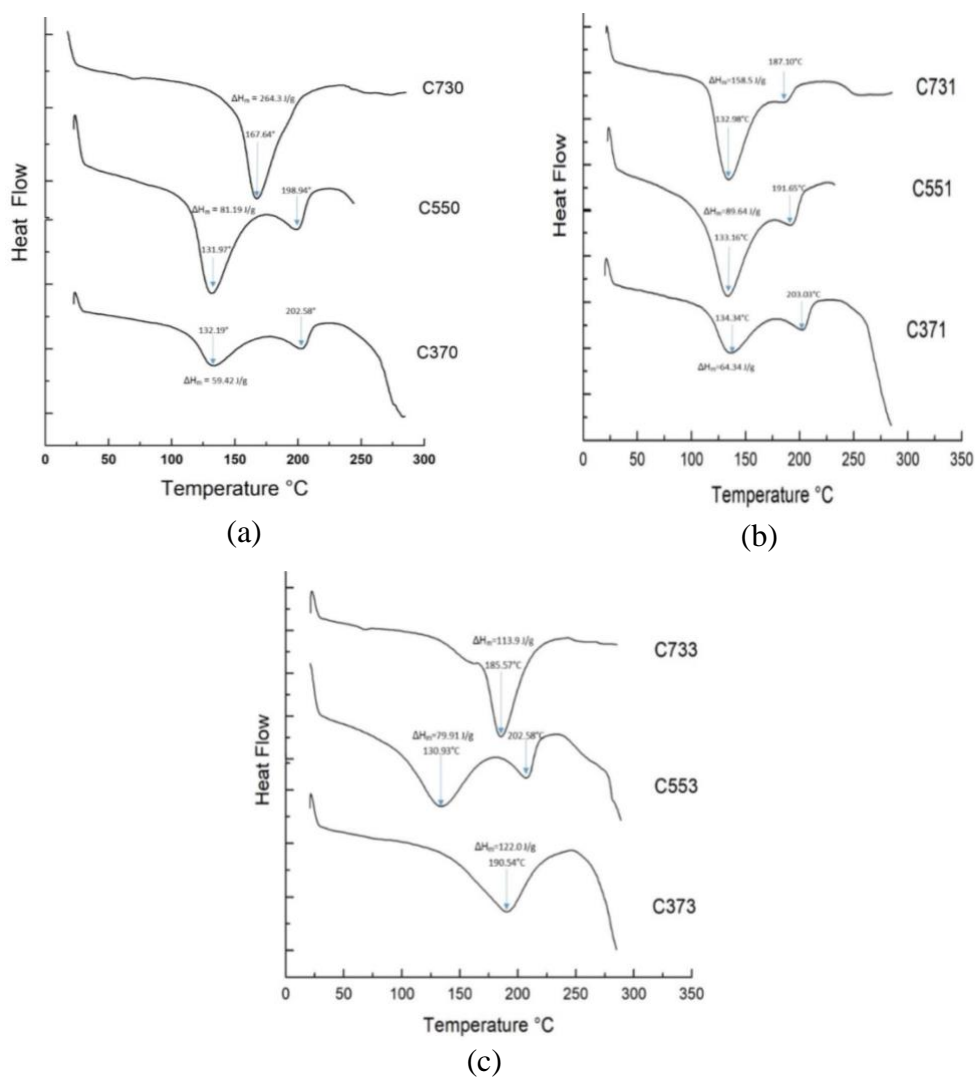 C730
ΔHm = 264.3 J/g
167.64°
C550
198.94°
ΔHm = 81.19 J/g
131.97°
C370
202.58°
132.19°
ΔHm = 59.42 J/g
Heat Flow
0 50 100 150 200 250 300
Temperature °C
(a)
187.10°C
C731
ΔHm=158.5 J/g
132.98°C
C551
191.65°C
ΔHm=89.64 J/g
133.16°C
C371
203.03°C
134.34°C
ΔHm=64.34 J/g
Heat Flow
0 50 100 150 200 250 300 350
Temperature °C
(b)
C733
ΔHm=113.9 J/g
185.57°C
C553
ΔHm=79.91 J/g
202.58°C
130.93°C
C373
ΔHm=122.0 J/g
190.54°C
Heat Flow
0 50 100 150 200 250 300 350
Temperature °C
(c)